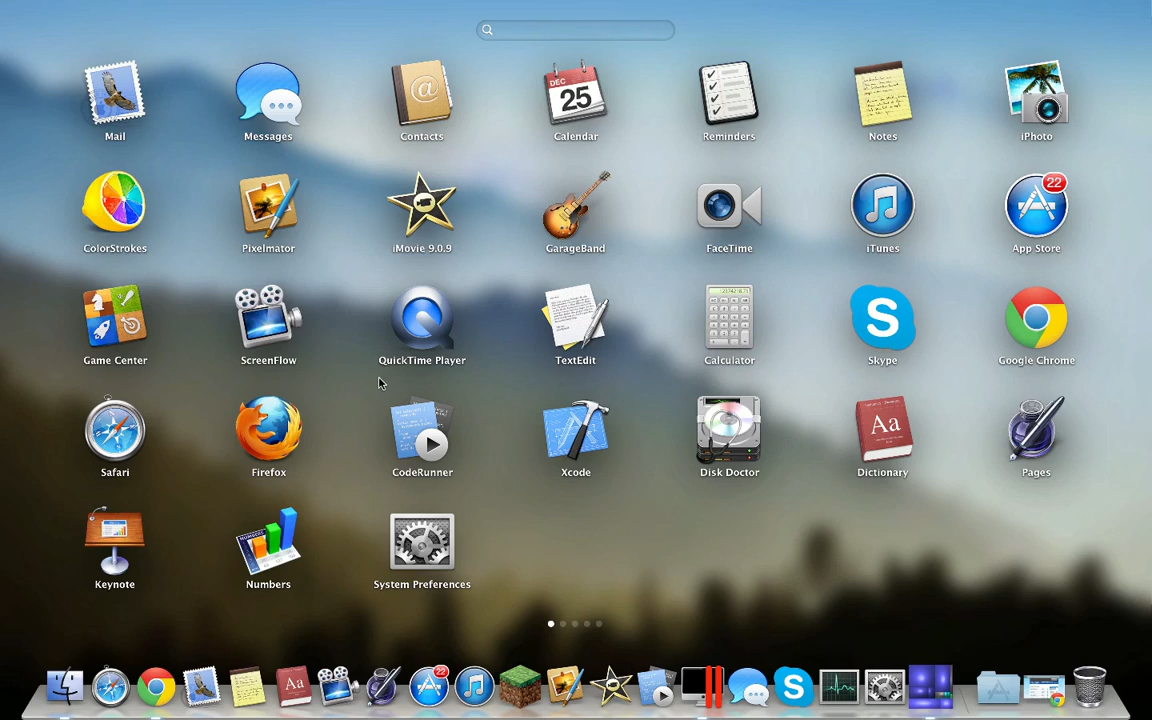 Mail
Messages
Contacts
DEC
25
Calendar
Reminders
Notes
iPhoto
ColorStrokes
Pixelmator
iMovie 9.0.9
GarageBand
FaceTime
iTunes
22
App Store
Game Center
ScreenFlow
QuickTime Player
TextEdit
Calculator
S
Skype
Google Chrome
Safari
Firefox
CodeRunner
Xcode
Disk Doctor
Aa
Dictionary
Pages
Keynote
Numbers
System Preferences
Aa
22
S